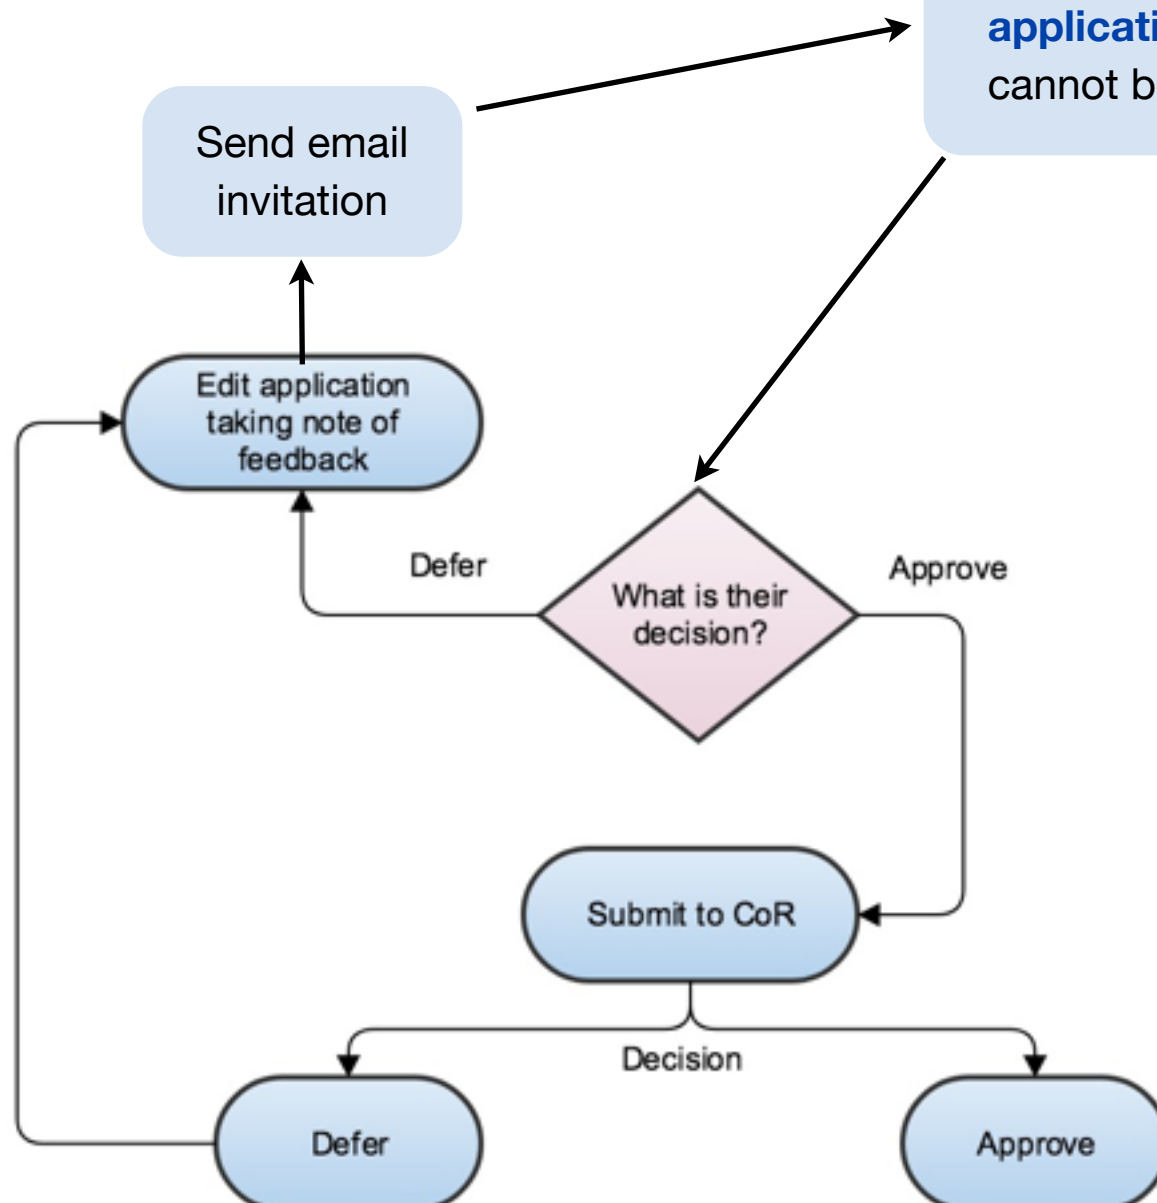 cannot
Send email
invitation
Edit application
taking note of
feedback
Defer
Approve
What is their
decision?
Submit to CoR
Decision
Defer
Approve